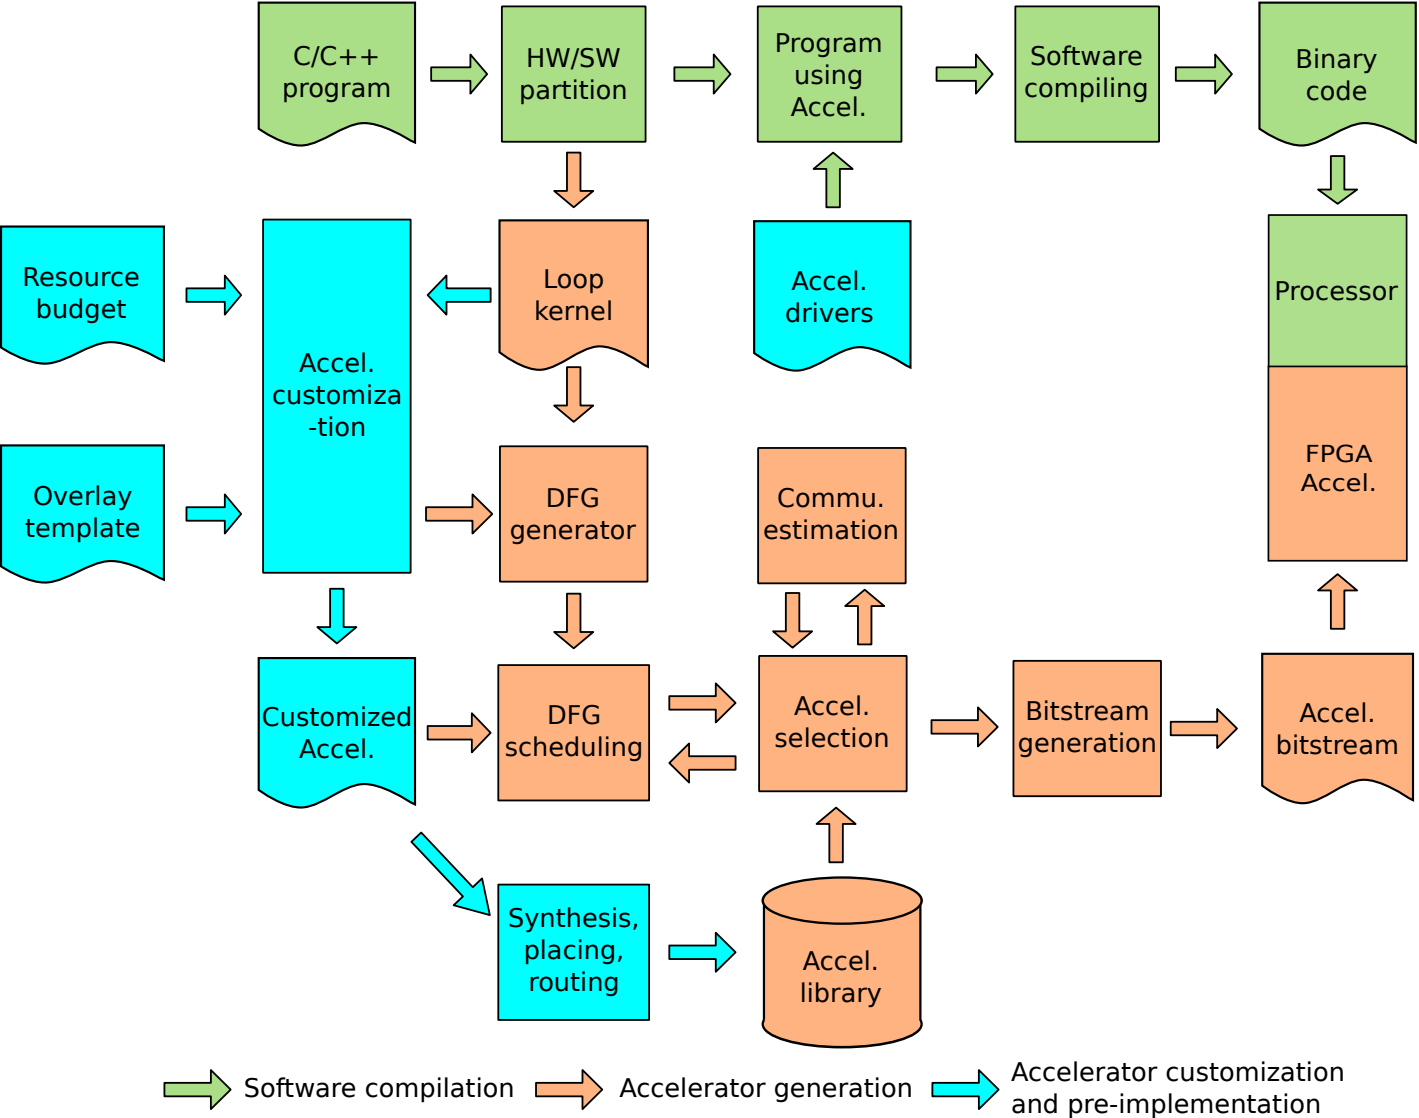 C/C++
program
HW/SW
partition
Program
using
Accel.
Software
compiling
Binary
code
Resource
budget
Accel.
customiza
-tion
Loop
kernel
Accel.
drivers
Processor
Overlay
template
DFG
generator
Commu.
estimation
FPGA
Accel.
Customized
Accel.
DFG
scheduling
Accel.
selection
Bitstream
generation
Accel.
bitstream
Synthesis,
placing,
routing
Accel.
library
Software compilation
Accelerator generation
Accelerator customization
and pre-implementation